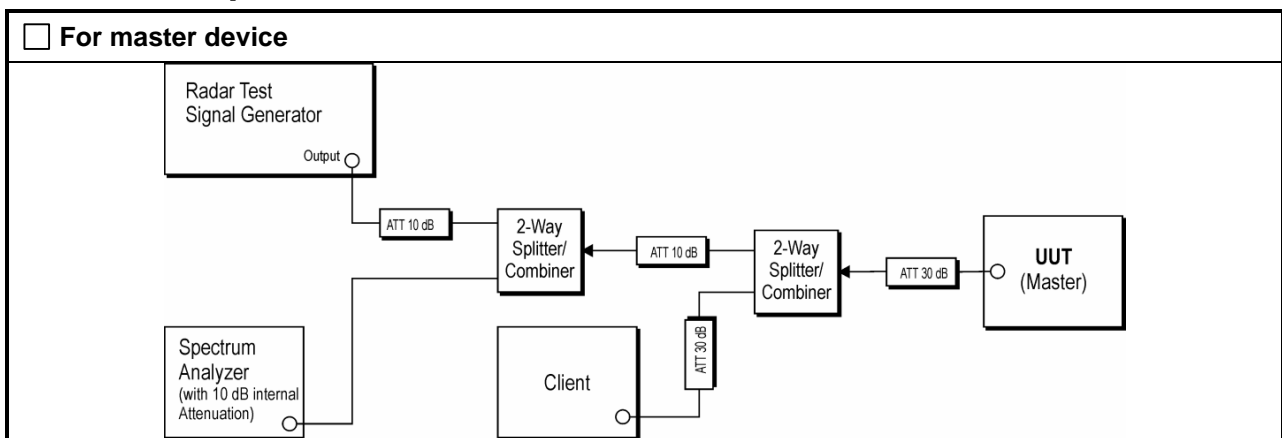 For master device
Radar Test
Signal Generator
Output
ATT 10 dB
2-Way
Splitter/
Combiner
ATT 10 dB
2-Way
Splitter/
Combiner
ATT 30 dB
UUT
(Master)
Spectrum
Analyzer
(with 10 dB internal
Attenuation)
Client
ATT 30 dB